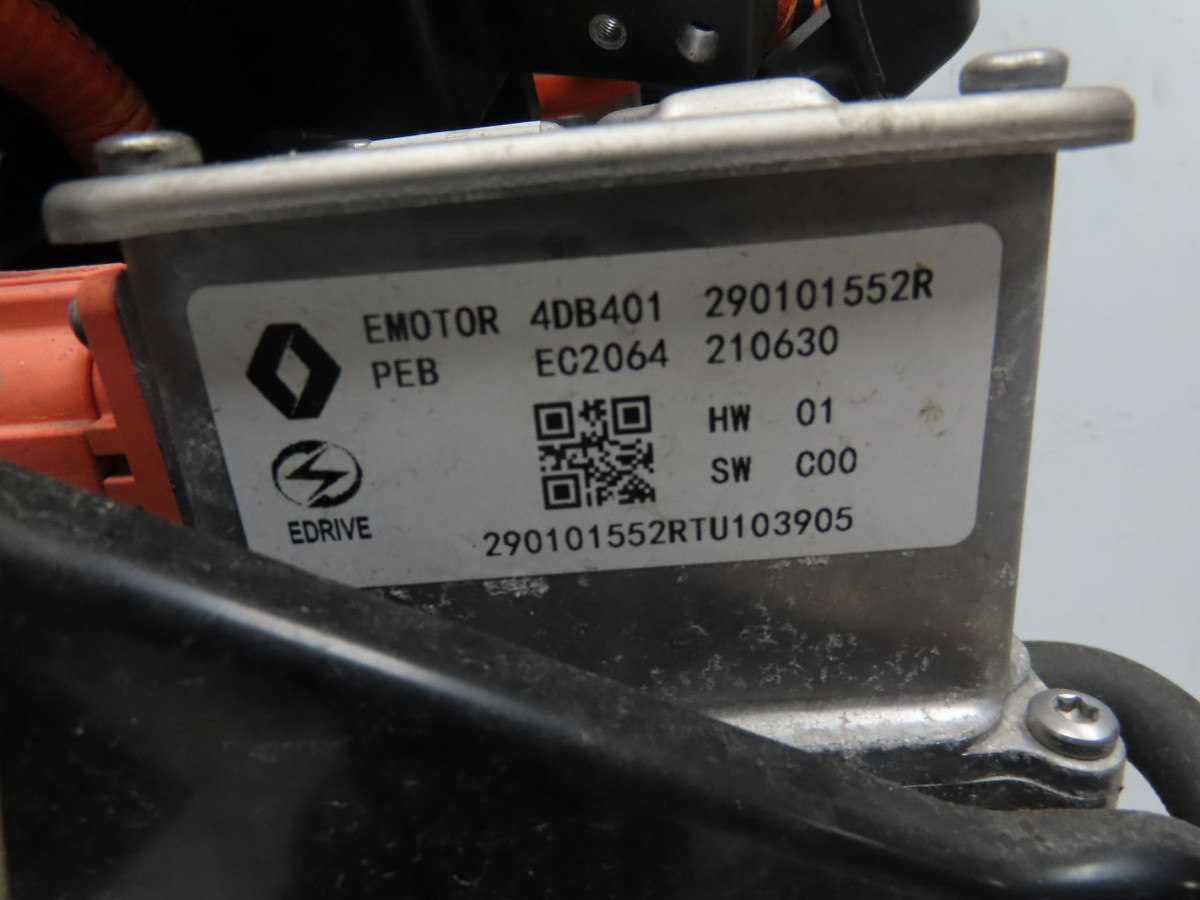 EMOTOR 4DB401 290101552R
PEB EC2064 210630
HW 01
SW C00
EDRIVE
290101552RTU103905